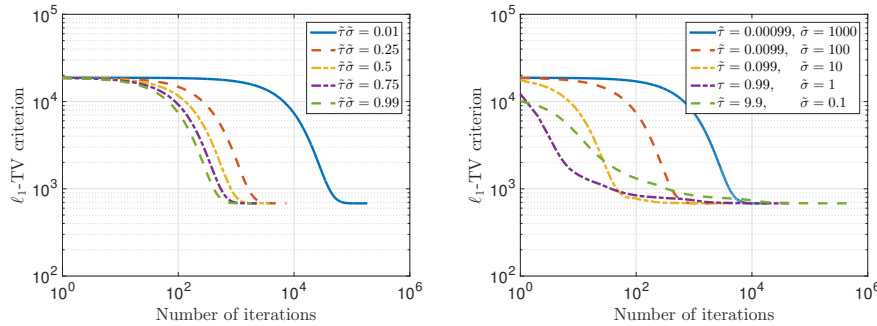 10^5
10^4
10^3
10^2
ℓ₁-TV criterion
10^0
10^2
10^4
10^6
Number of iterations
τ̃σ̃ = 0.01
τ̃σ̃ = 0.25
τ̃σ̃ = 0.5
τ̃σ̃ = 0.75
τ̃σ̃ = 0.99
10^5
10^4
10^3
10^2
ℓ₁-TV criterion
10^0
10^2
10^4
10^6
Number of iterations
τ̃ = 0.00099, σ̃ = 1000
τ̃ = 0.0099, σ̃ = 100
τ̃ = 0.099, σ̃ = 10
τ = 0.99, σ̃ = 1
τ̃ = 9.9, σ̃ = 0.1